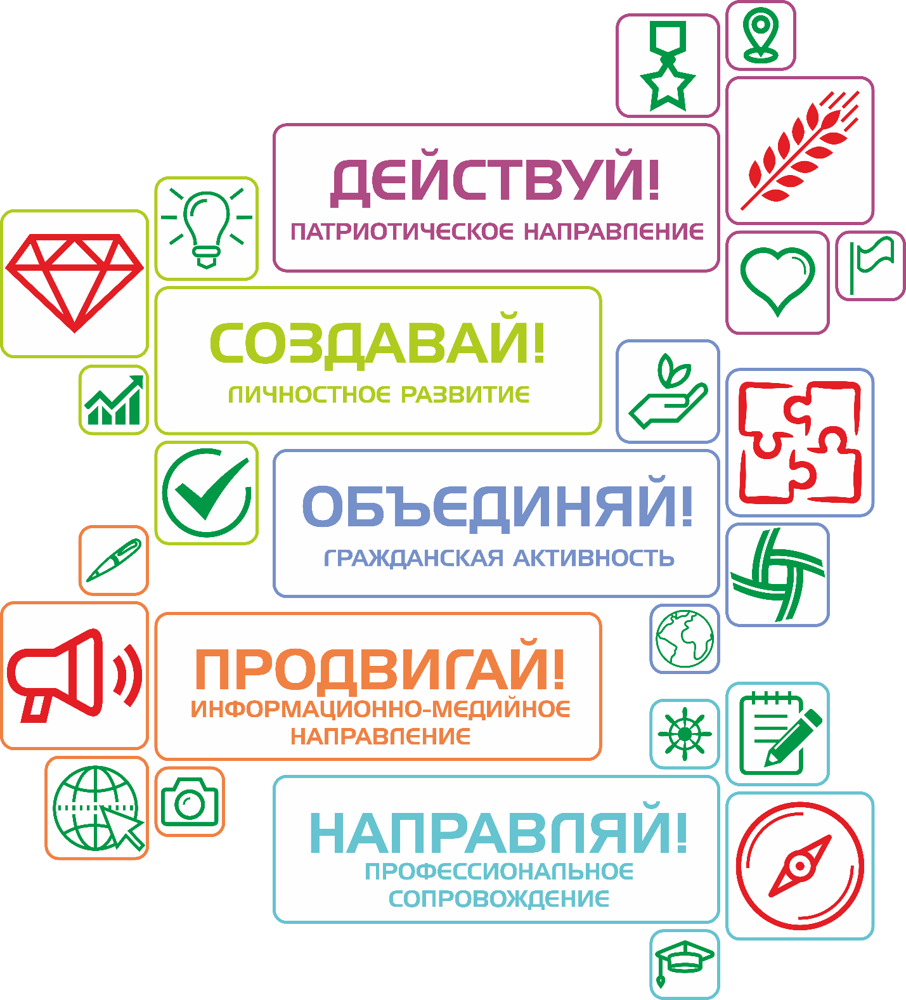 ДЕЙСТВУЙ!
ПАТРИОТИЧЕСКОЕ НАПРАВЛЕНИЕ
СОЗДАВАЙ!
ЛИЧНОСТНОЕ РАЗВИТИЕ
ОБЪЕДИНЯЙ!
ГРАЖДАНСКАЯ АКТИВНОСТЬ
ПРОДВИГАЙ!
ИНФОРМАЦИОННО-МЕДИЙНОЕ
НАПРАВЛЕНИЕ
НАПРАВЛЯЙ!
ПРОФЕССИОНАЛЬНОЕ
СОПРОВОЖДЕНИЕ